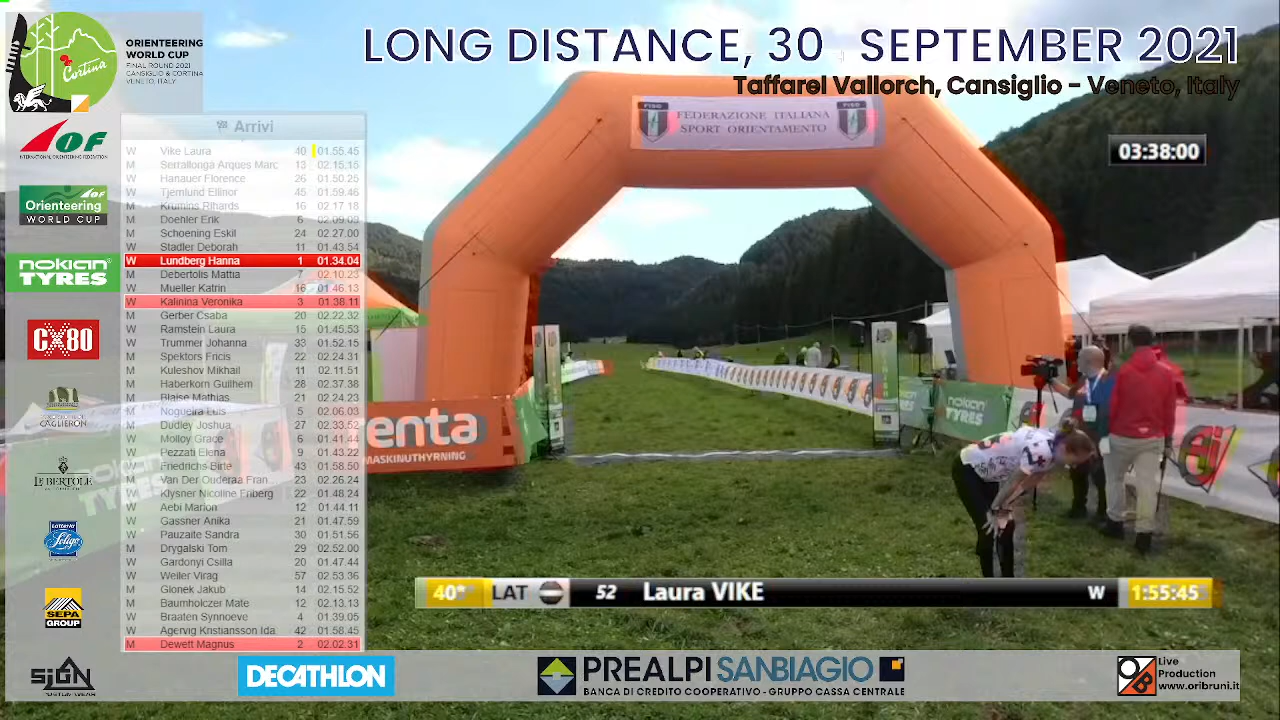 LONG DISTANCE, 30 SEPTEMBER 2021
Taffarel Vallorch, Cansiglio - Veneto, Italy
ORIENTEERING
WORLD CUP
FINAL ROUND 2021
CANSIGLIO & CORTINA
VENETO, ITALY
Cortina
IOF
INTERNATIONAL ORIENTEERING FEDERATION
IOF
Orienteering
WORLD CUP
NOKIAN
TYRES
CX80
CAGLIERON
LE BERTOLE
LATTERIA
Soligo
SEPA
GROUP
Arrivi
W Vike Laura 40 01.55.45
M Serrallonga Arques Marc 13 02.15.15
W Hanauer Florence 26 01.50.25
W Tjernlund Ellinor 45 01.59.46
M Krumins Rihards 16 02.17.18
M Doehler Erik 6 02.09.09
M Schoening Eskil 24 02.27.00
W Stadler Deborah 11 01.43.54
W Lundberg Hanna 1 01.34.04
M Debertolis Mattia 7 02.10.23
W Mueller Katrin 16 01.46.13
W Kalinina Veronika 3 01.38.11
M Gerber Csaba 20 02.22.32
W Ramstein Laura 15 01.45.53
W Trummer Johanna 33 01.52.15
M Spektors Fricis 22 02.24.31
M Kuleshov Mikhail 11 02.11.51
M Haberkorn Guilhem 28 02.37.38
M Blaise Mathias 21 02.24.23
M Nogueira Luis 5 02.06.03
M Dudley Joshua 27 02.33.52
W Molloy Grace 6 01.41.44
W Pezzati Elena 9 01.43.22
W Friedrichs Birte 43 01.58.50
M Van Der Ouderaa Fran... 23 02.26.24
W Klysner Nicoline Friberg 22 01.48.24
W Aebi Marion 12 01.44.11
W Gassner Anika 21 01.47.59
W Pauzaite Sandra 30 01.51.56
M Drygalski Tom 29 02.52.00
W Gardonyi Csilla 20 01.47.44
W Weiler Virag 57 02.53.36
M Glonek Jakub 14 02.15.52
M Baumholczer Mate 12 02.13.13
W Braaten Synnoeve 4 01.39.05
W Agervig Kristiansson Ida 42 01.58.45
M Dewett Magnus 2 02.02.31
FISO
FEDERAZIONE ITALIANA
SPORT ORIENTAMENTO
FISO
03:38:00
enta
MASKINUTHYRNING
NOKIAN
TYRES
nokian
TYRES
40* LAT 52 Laura VIKE W 1:55:45
SIGN
DECATHLON
PREALPI SANBIAGIO
BANCA DI CREDITO COOPERATIVO - GRUPPO CASSA CENTRALE
Live
Production
www.oribruni.it